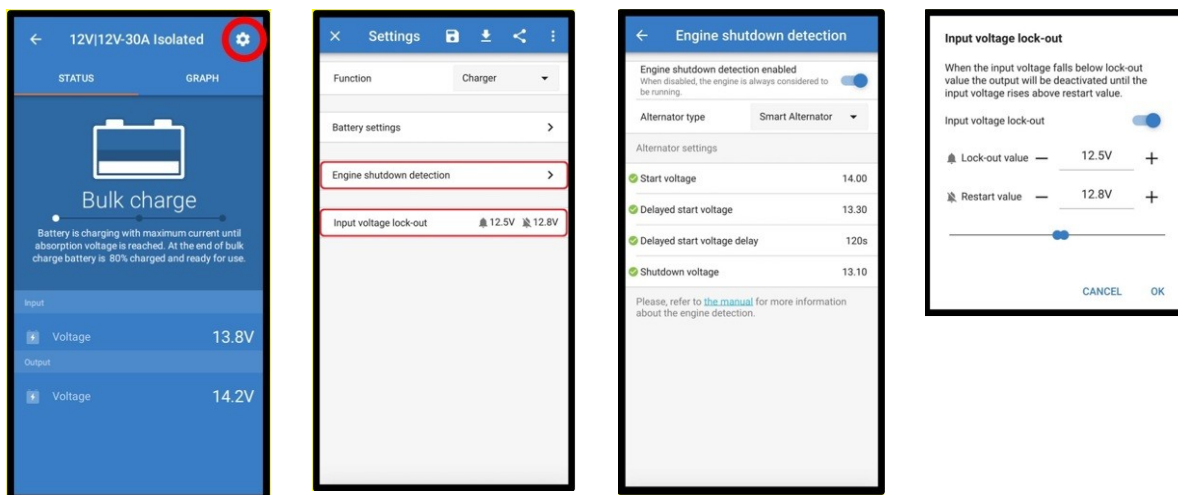 12V|12V-30A Isolated
STATUS
GRAPH
Bulk charge
Battery is charging with maximum current until
absorption voltage is reached. At the end of bulk
charge battery is 80% charged and ready for use.
Input
Voltage
13.8V
Output
Voltage
14.2V
Settings
Function
Charger
Battery settings
Engine shutdown detection
Input voltage lock-out
12.5V
12.8V
Engine shutdown detection
Engine shutdown detection enabled
When disabled, the engine is always considered to
be running.
Alternator type
Smart Alternator
Alternator settings
Start voltage
14.00
Delayed start voltage
13.30
Delayed start voltage delay
120s
Shutdown voltage
13.10
Please, refer to the manual for more information
about the engine detection.
Input voltage lock-out
When the input voltage falls below lock-out
value the output will be deactivated until the
input voltage rises above restart value.
Input voltage lock-out
Lock-out value
12.5V
Restart value
12.8V
CANCEL
OK